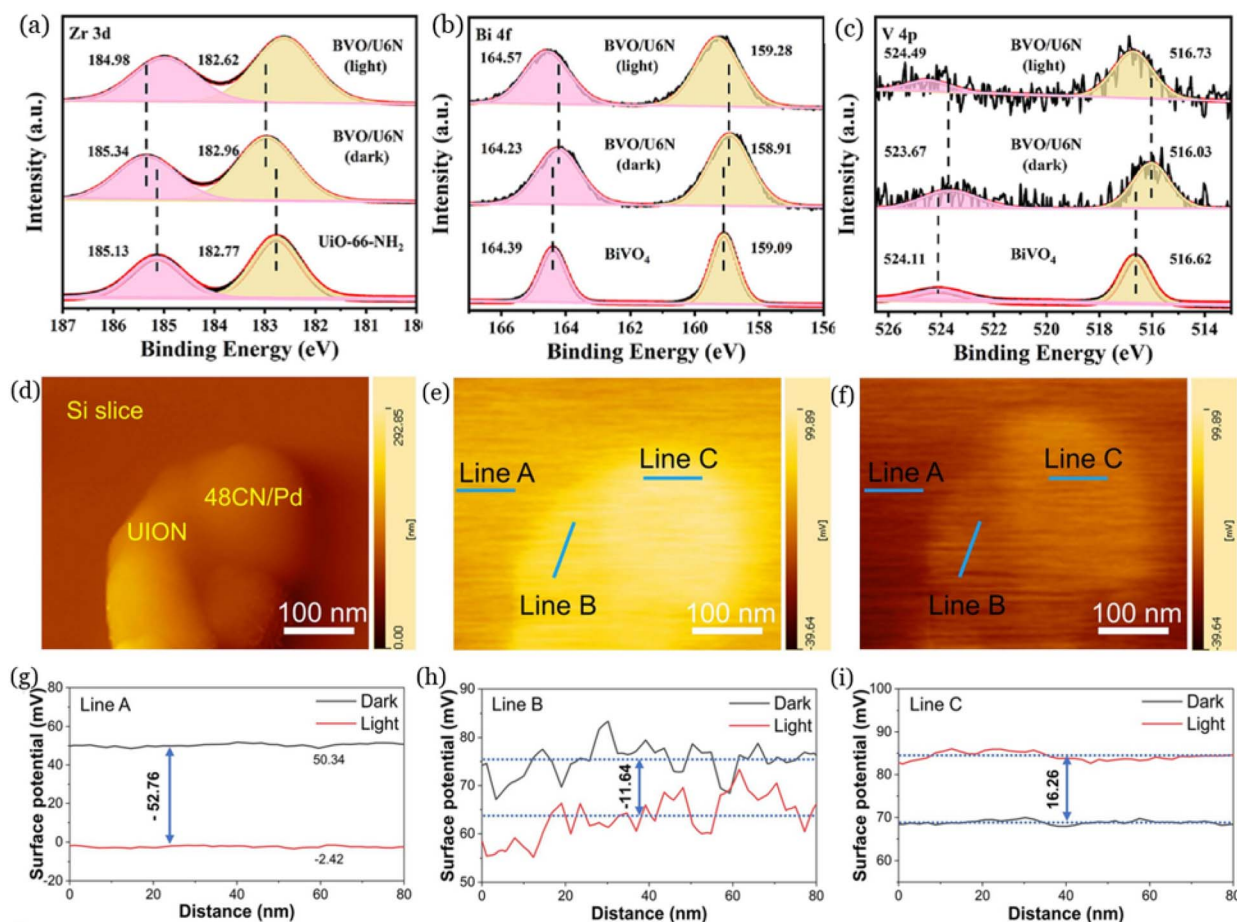 (a)
Zr 3d
184.98
182.62
BVO/U6N
(light)
185.34
182.96
BVO/U6N
(dark)
185.13
182.77
UiO-66-NH2
187 186 185 184 183 182 181 180
Binding Energy (eV)
Intensity (a.u.)
(b)
Bi 4f
164.57
BVO/U6N
(light)
159.28
164.23
BVO/U6N
(dark)
158.91
164.39
BiVO4
159.09
166 164 162 160 158 156
Binding Energy (eV)
Intensity (a.u.)
(c)
V 4p
524.49
BVO/U6N
(light)
516.73
523.67
BVO/U6N
(dark)
516.03
524.11
BiVO4
516.62
526 524 522 520 518 516 514
Binding Energy (eV)
Intensity (a.u.)
(d)
Si slice
48CN/Pd
UION
100 nm
292.85
[nm]
0.00
(e)
Line A
Line C
Line B
100 nm
99.89
[mV]
-39.64
(f)
Line A
Line C
Line B
100 nm
99.89
[mV]
-39.64
(g)
Line A
Dark
Light
50.34
- 52.76
-2.42
80
60
40
20
0
-20
0 20 40 60 80
Distance (nm)
Surface potential (mV)
(h)
Line B
Dark
Light
-11.64
90
80
70
60
50
0 20 40 60 80
Distance (nm)
Surface potential (mV)
(i)
Line C
Dark
Light
16.26
100
90
80
70
60
0 20 40 60 80
Distance (nm)
Surface potential (mV)